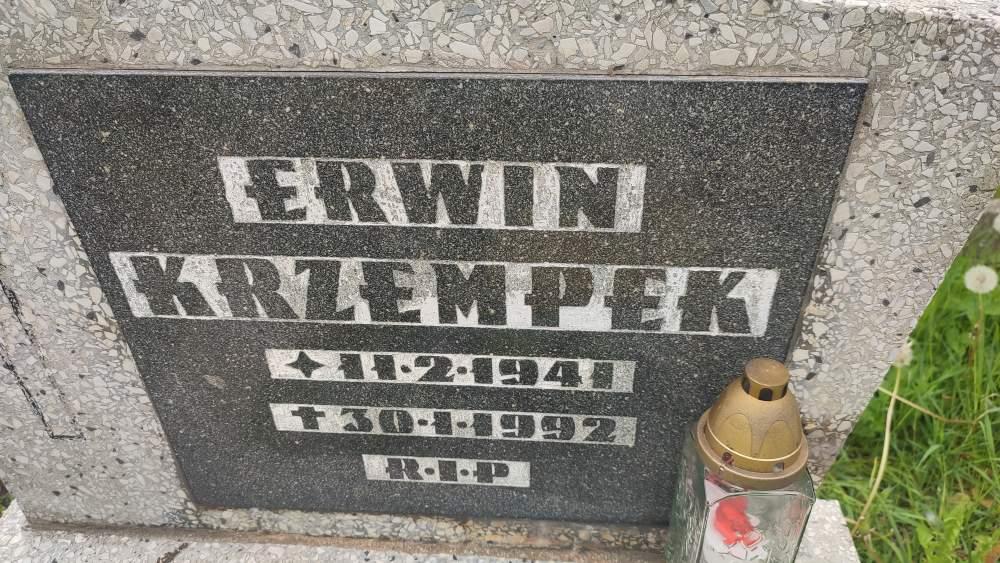 ERWIN
KRZEMPEK
✦ 11·2·1941
✝ 30·1·1992
R·I·P